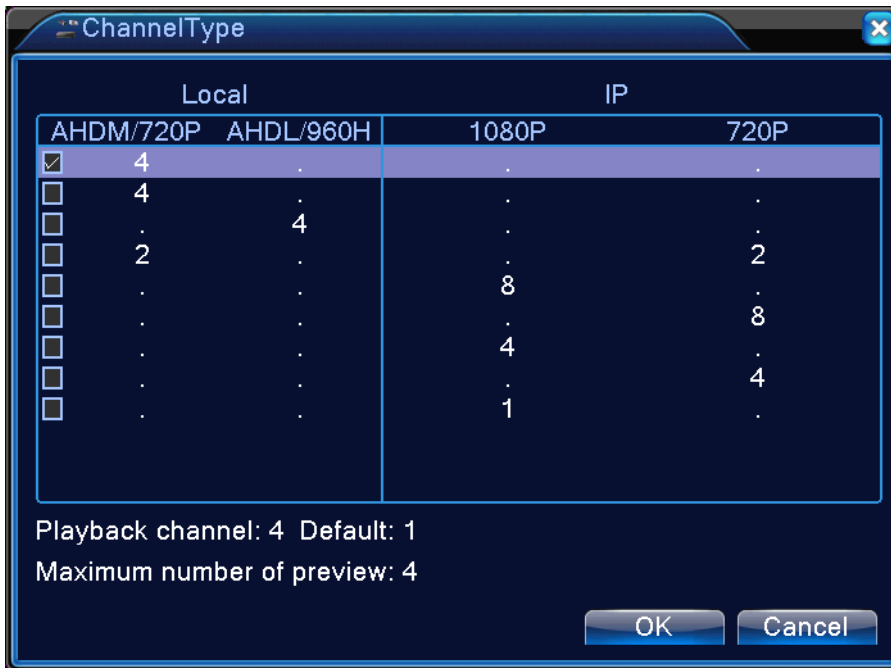 ChannelType
Local IP
AHDM/720P AHDL/960H 1080P 720P
4 . . .
4 . . .
. 4 . .
2 . . 2
. . 8 .
. . . 8
. . 4 .
. . . 4
. . 1 .
Playback channel: 4 Default: 1
Maximum number of preview: 4
OK Cancel